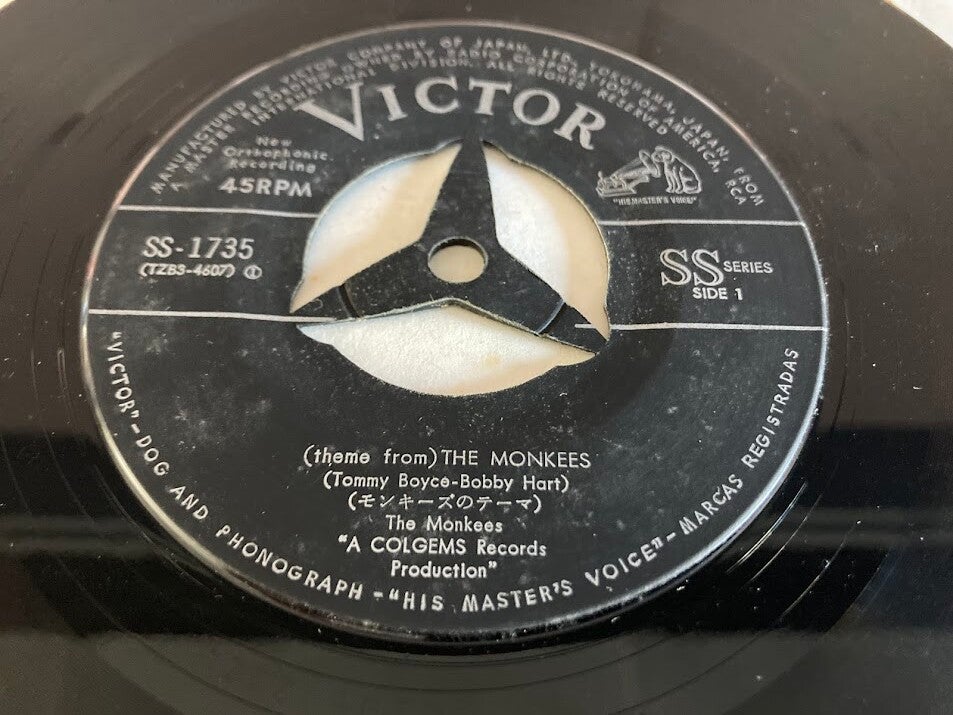 MANUFACTURED BY VICTOR COMPANY OF JAPAN, LTD., YOKOHAMA, JAPAN, FROM
A MASTER RECORDING OWNED BY RADIO CORPORATION OF AMERICA, RCA
INTERNATIONAL DIVISION. ALL RIGHTS RESERVED
VICTOR
New
Orthophonic
Recording
45RPM
"HIS MASTER'S VOICE"
SS-1735
(TZB3-4607)
SS SERIES
SIDE 1
(theme from) THE MONKEES
(Tommy Boyce-Bobby Hart)
(モンキーズのテーマ)
The Monkees
"A COLGEMS Records
Production"
"VICTOR"-DOG AND PHONOGRAPH-"HIS MASTER'S VOICE"-MARCAS REGISTRADAS